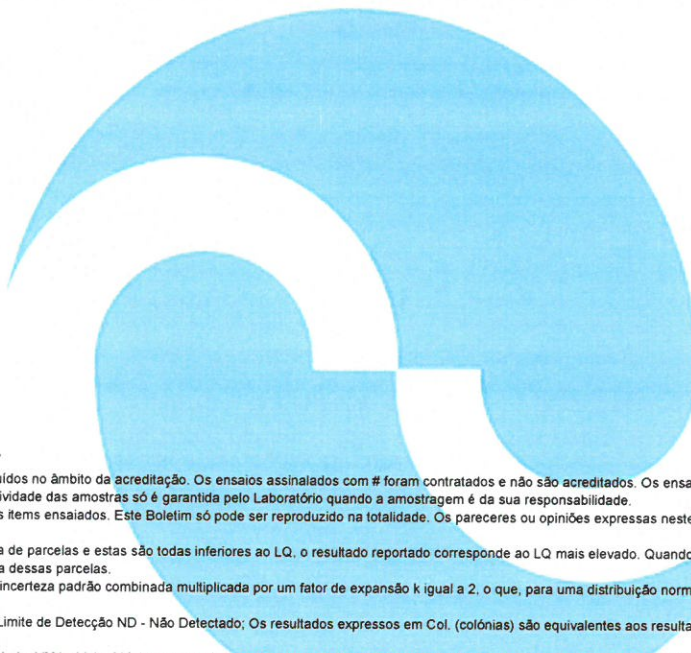 ídos no âmbito da acreditação. Os ensaios assinalados com # foram contratados e não são acreditados. Os ensa
ividade das amostras só é garantida pelo Laboratório quando a amostragem é da sua responsabilidade.
s items ensaiados. Este Boletim só pode ser reproduzido na totalidade. Os pareceres ou opiniões expressas neste
a de parcelas e estas são todas inferiores ao LQ, o resultado reportado corresponde ao LQ mais elevado. Quando
a dessas parcelas.
incerteza padrão combinada multiplicada por um fator de expansão k igual a 2, o que, para uma distribuição norm
Limite de Detecção ND - Não Detectado; Os resultados expressos em Col. (colónias) são equivalentes aos resulta